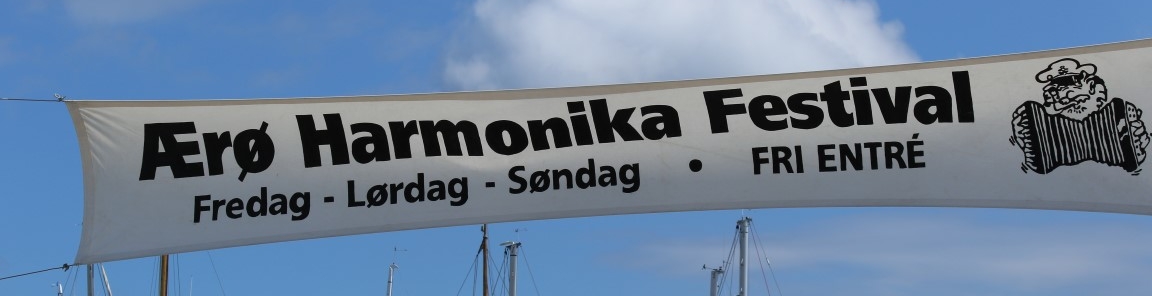 Ærø Harmonika Festival
Fredag - Lørdag - Søndag • FRI ENTRÉ